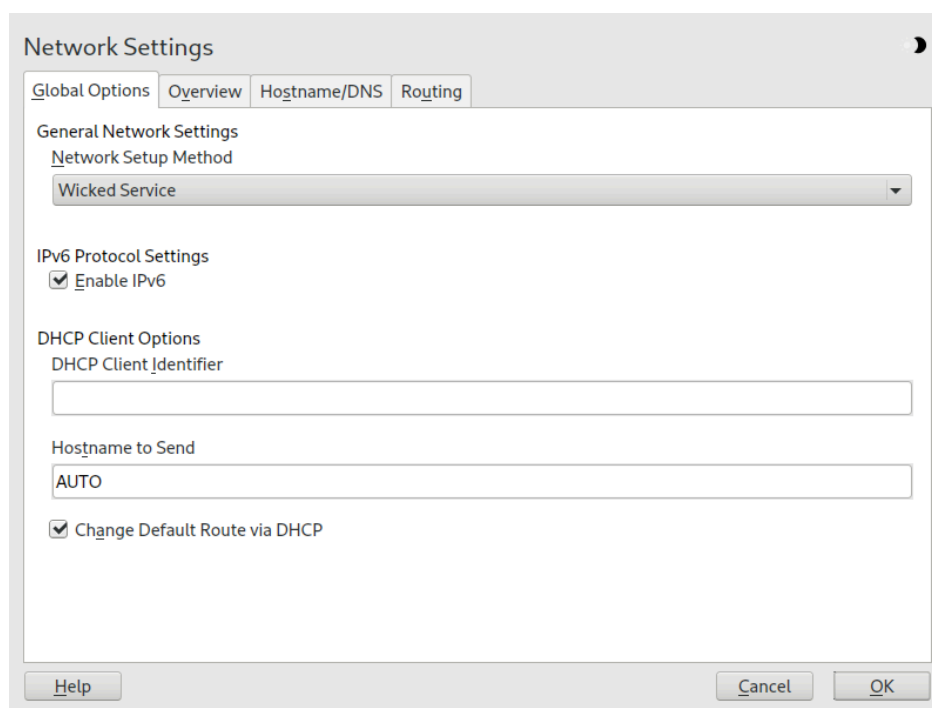 Network Settings
Global Options Overview Hostname/DNS Routing
General Network Settings
Network Setup Method
Wicked Service
IPv6 Protocol Settings
Enable IPv6
DHCP Client Options
DHCP Client Identifier
Hostname to Send
AUTO
Change Default Route via DHCP
Help Cancel OK